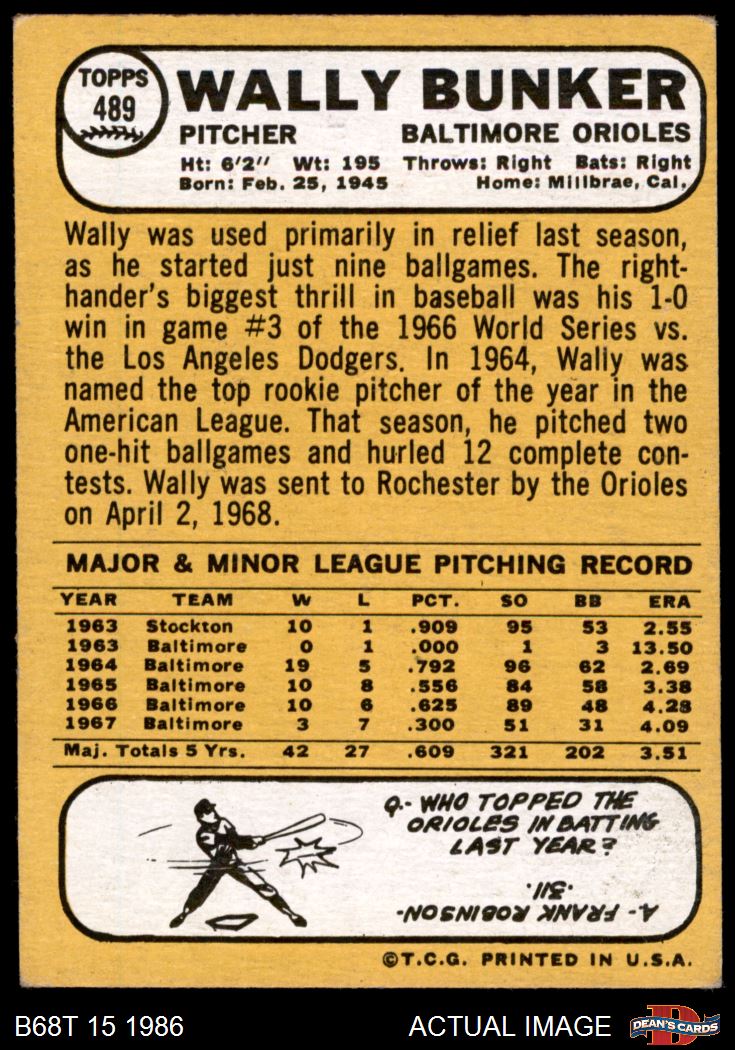 TOPPS
489
WALLY BUNKER
PITCHER BALTIMORE ORIOLES
Ht: 6'2" Wt: 195 Throws: Right Bats: Right
Born: Feb. 25, 1945 Home: Millbrae, Cal.
Wally was used primarily in relief last season,
as he started just nine ballgames. The right-
hander's biggest thrill in baseball was his 1-0
win in game #3 of the 1966 World Series vs.
the Los Angeles Dodgers. In 1964, Wally was
named the top rookie pitcher of the year in the
American League. That season, he pitched two
one-hit ballgames and hurled 12 complete con-
tests. Wally was sent to Rochester by the Orioles
on April 2, 1968.
MAJOR & MINOR LEAGUE PITCHING RECORD
YEAR TEAM W L PCT. SO BB ERA
1963 Stockton 10 1 .909 95 53 2.55
1963 Baltimore 0 1 .000 1 3 13.50
1964 Baltimore 19 5 .792 96 62 2.69
1965 Baltimore 10 8 .556 84 58 3.38
1966 Baltimore 10 6 .625 89 48 4.28
1967 Baltimore 3 7 .300 51 31 4.09
Maj. Totals 5 Yrs. 42 27 .609 321 202 3.51
Q.- WHO TOPPED THE
ORIOLES IN BATTING
LAST YEAR?
A- FRANK ROBINSON-
.311.
©T.C.G. PRINTED IN U.S.A.
B68T 15 1986 ACTUAL IMAGE
D
DEAN'S CARDS